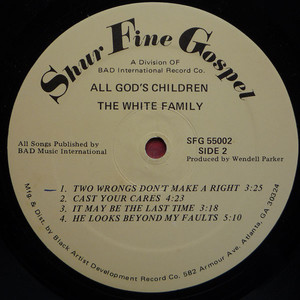 Shur Fine Gospel
A Division OF
BAD International Record Co.
ALL GOD'S CHILDREN
THE WHITE FAMILY
All Songs Published by
BAD Music International
SFG 55002
SIDE 2
Produced by Wendell Parker
1. TWO WRONGS DON'T MAKE A RIGHT 3:25
2. CAST YOUR CARES 4:23
3. IT MAY BE THE LAST TIME 3:18
4. HE LOOKS BEYOND MY FAULTS 5:10
Mfg. & Dist. by Black Artist Development Record Co. 582 Armour Ave. Atlanta, GA 30324